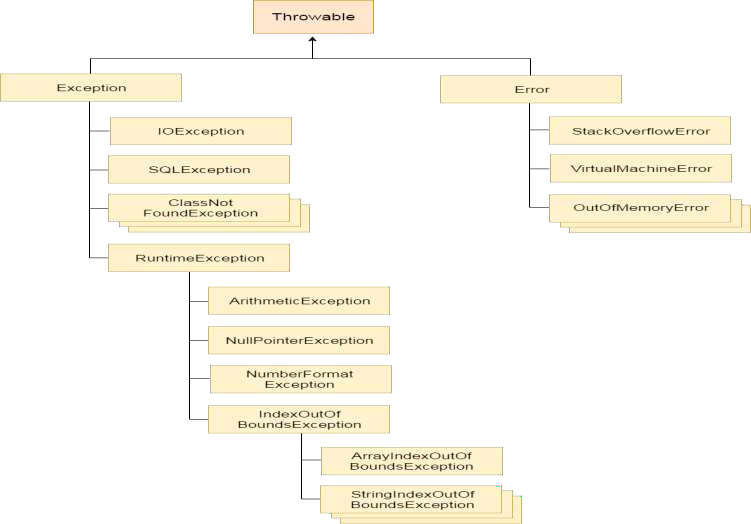 Throwable
Exception
Error
IOException
StackOverflowError
SQLException
VirtualMachineError
ClassNot
FoundException
OutOfMemoryError
RuntimeException
ArithmeticException
NullPointerException
NumberFormat
Exception
IndexOutOf
BoundsException
ArrayIndexOutOf
BoundsException
StringIndexOutOf
BoundsException